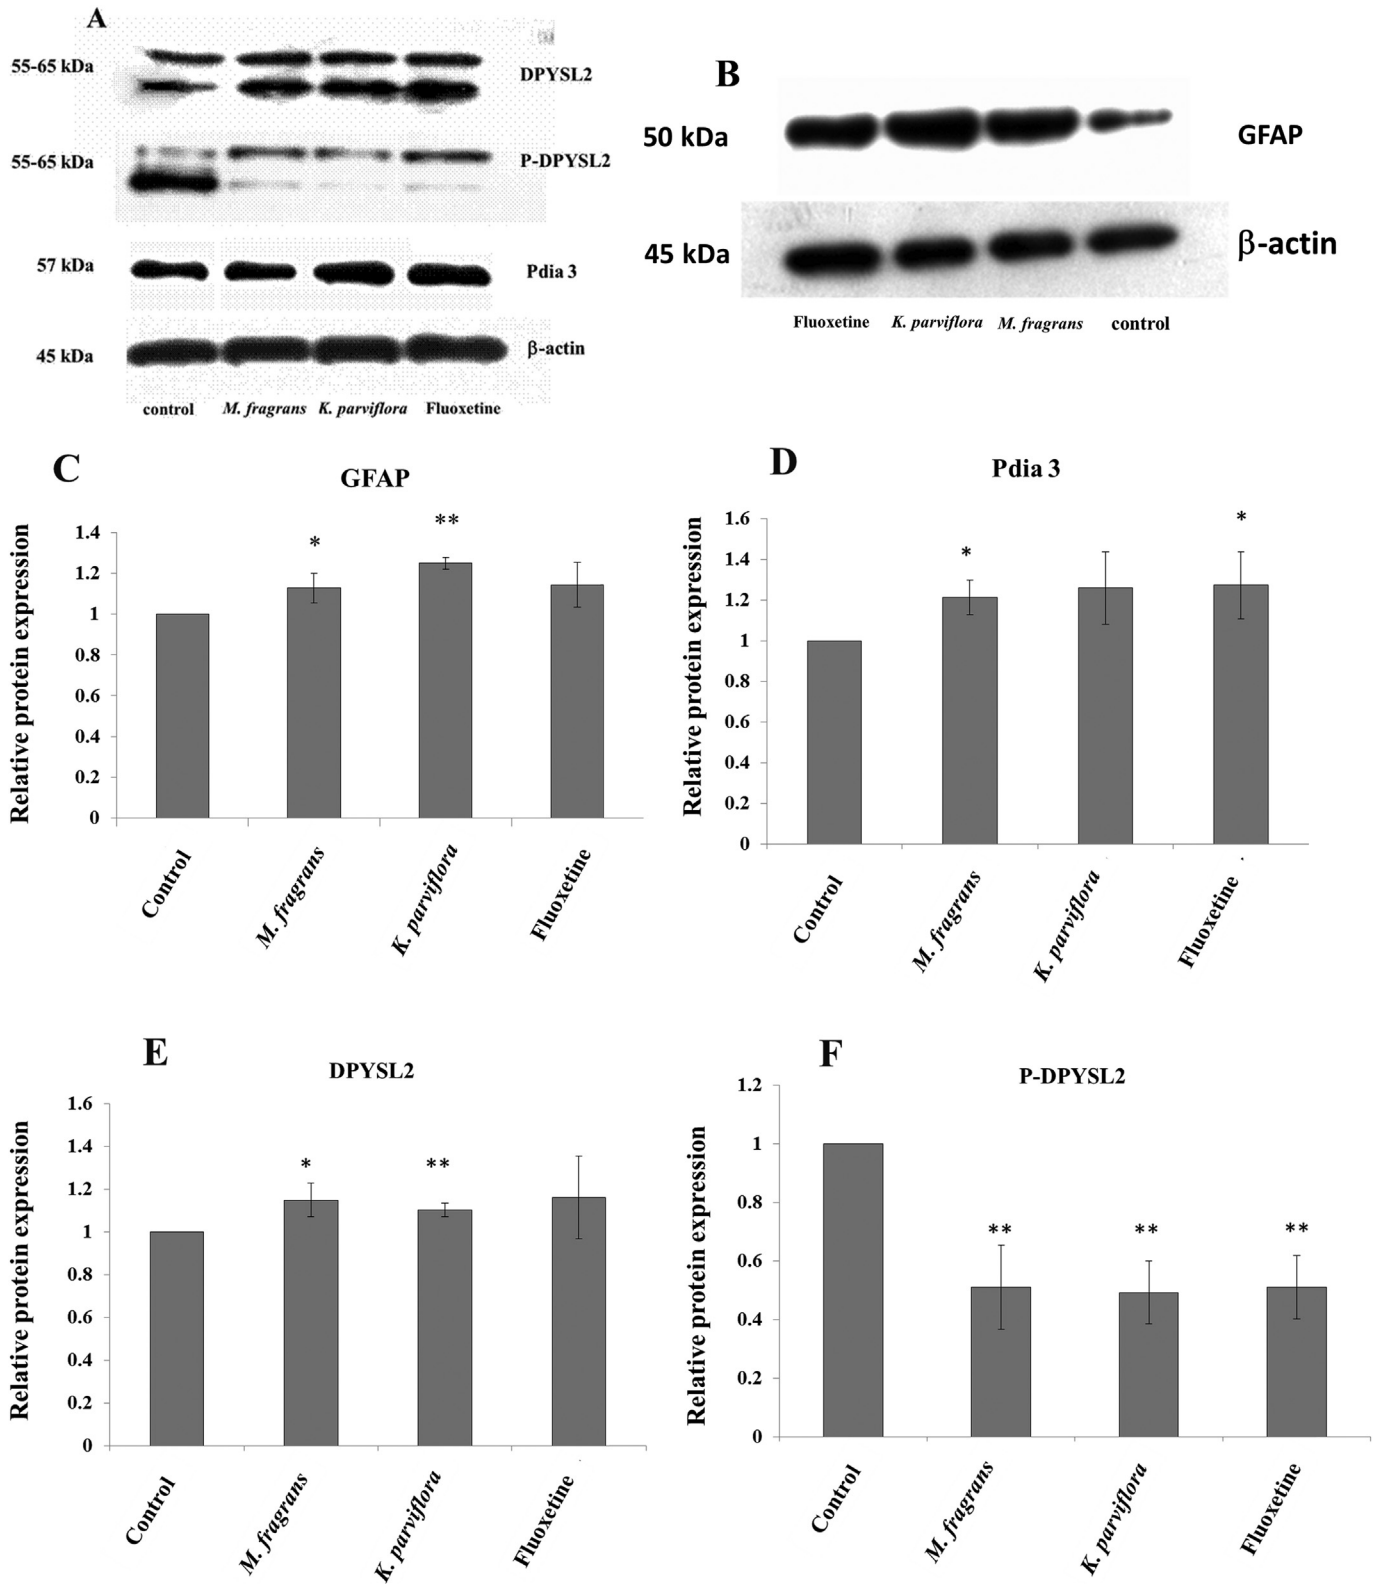 A
55-65 kDa
DPYSL2
55-65 kDa
P-DPYSL2
57 kDa
Pdia 3
45 kDa
β-actin
control M. fragrans K. parviflora Fluoxetine
B
50 kDa
GFAP
45 kDa
β-actin
Fluoxetine K. parviflora M. fragrans control
C
GFAP
Relative protein expression
1.4
1.2
1
0.8
0.6
0.4
0.2
0
*
**
Control
M. fragrans
K. parviflora
Fluoxetine
D
Pdia 3
Relative protein expression
1.6
1.4
1.2
1
0.8
0.6
0.4
0.2
0
*
*
Control
M. fragrans
K. parviflora
Fluoxetine
E
DPYSL2
Relative protein expression
1.6
1.4
1.2
1
0.8
0.6
0.4
0.2
0
*
**
Control
M. fragrans
K. parviflora
Fluoxetine
F
P-DPYSL2
Relative protein expression
1.2
1
0.8
0.6
0.4
0.2
0
**
**
**
Control
M. fragrans
K. parviflora
Fluoxetine